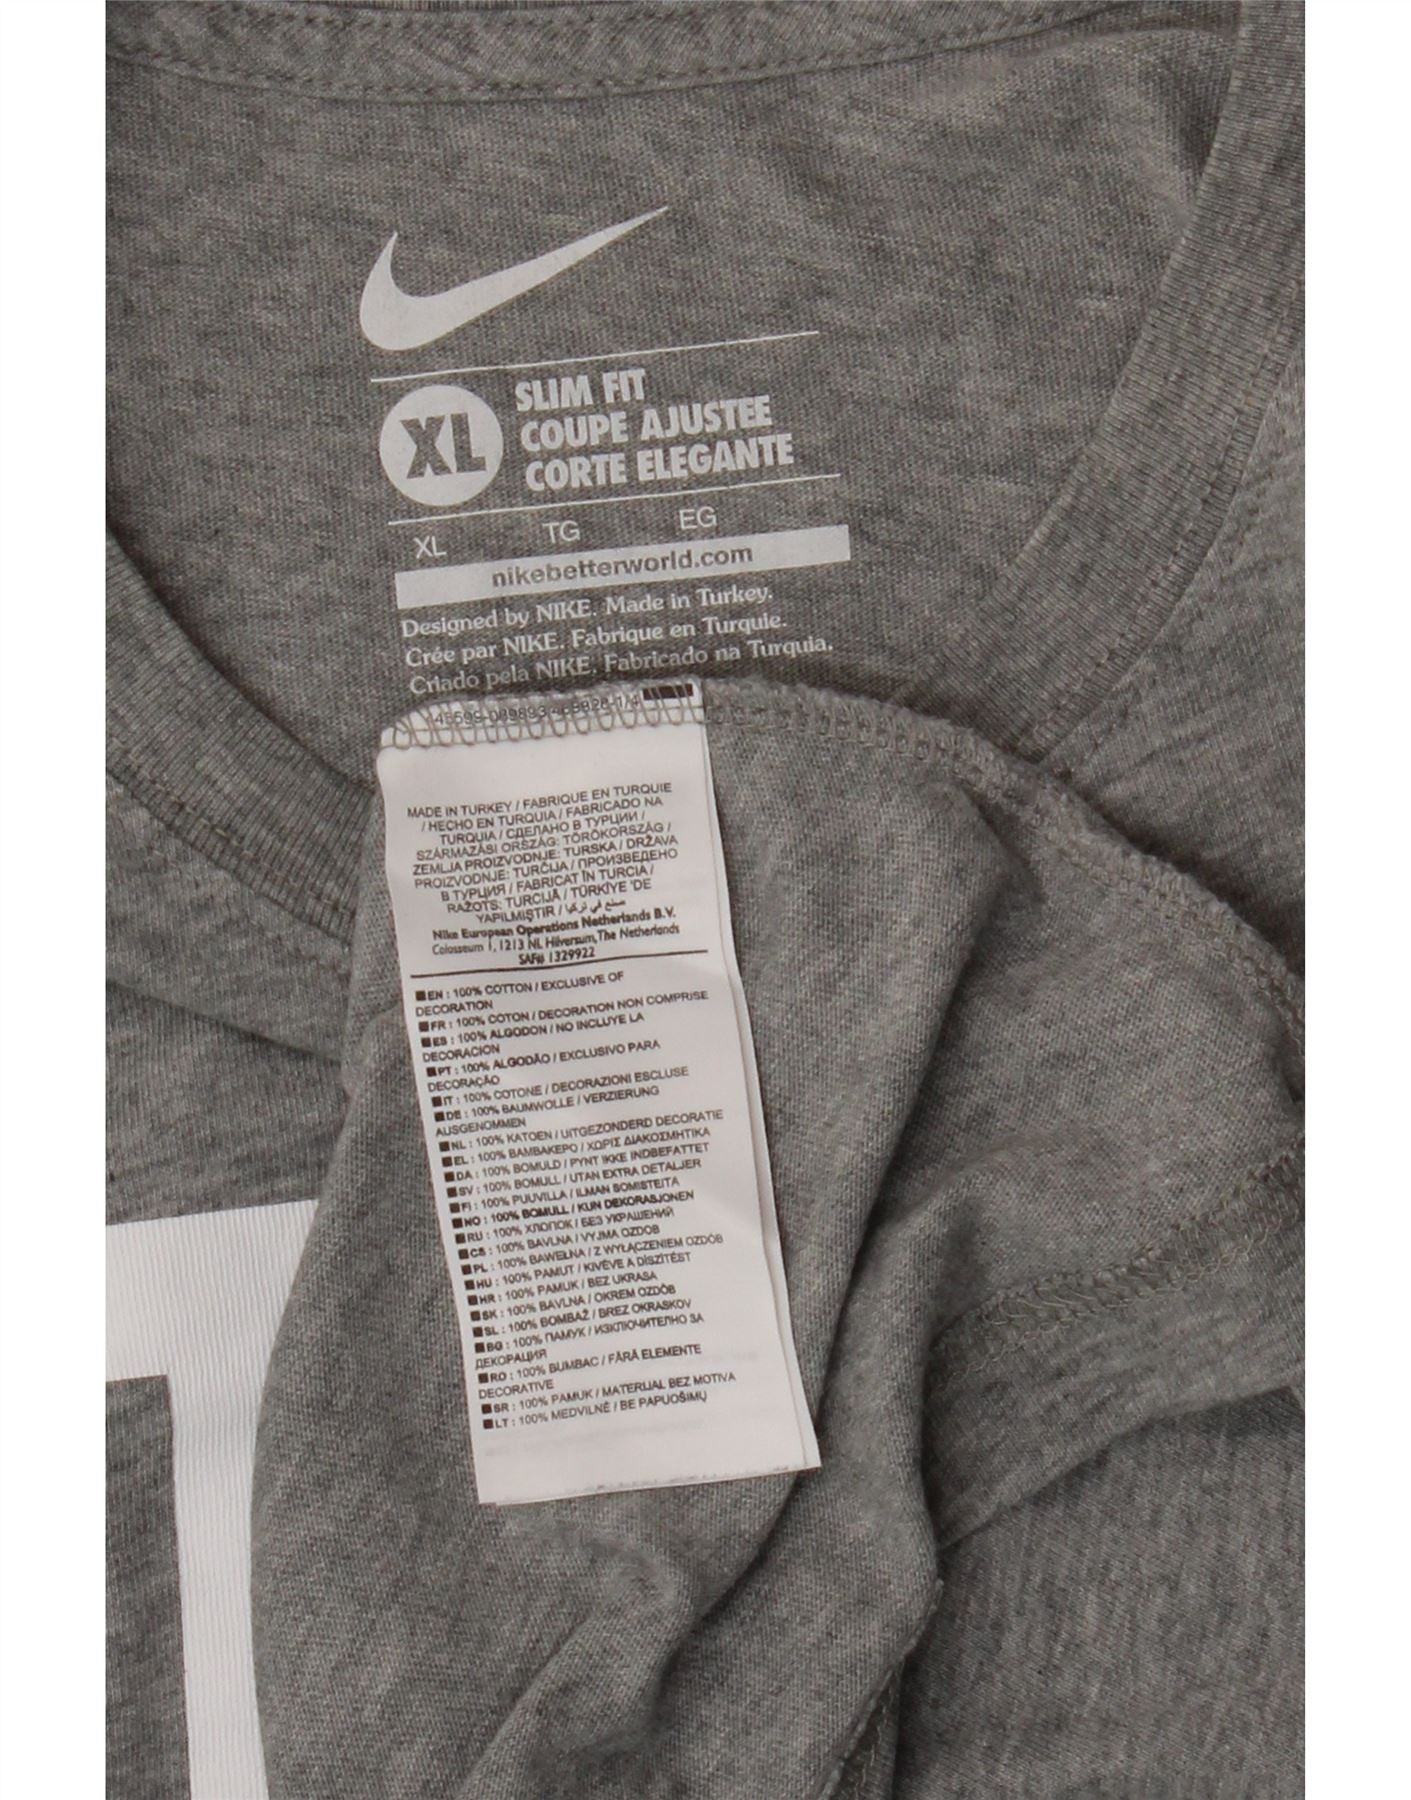 SLIM FIT
COUPE AJUSTEE
CORTE ELEGANTE
XL
XL TG EG
nikebetterworld.com
Designed by NIKE. Made in Turkey.
Crée par NIKE. Fabrique en Turquie.
Criado pela NIKE. Fabricado na Turquia.
MADE IN TURKEY / FABRIQUE EN TURQUIE
/ HECHO EN TURQUIA / FABRICADO NA
TURQUIA / СДЕЛАНО В ТУРЦИИ /
SZÁRMAZÁSI ORSZÁG: TÖRÖKORSZÁG /
ZEMLJA PROIZVODNJE: TURSKA / DRŽAVA
PROIZVODNJE: TURČIJA / ПРОИЗВЕДЕНО
В ТУРЦИЯ / FABRICAT ÎN TURCIA /
RAŽOTS: TURCIJĀ / TÜRKİYE 'DE
YAPILMIŞTIR / صنع في تركيا
Nike European Operations Netherlands B.V.
Colosseum 1, 1213 NL Hilversum, The Netherlands
SAF# 1329922
EN : 100% COTTON / EXCLUSIVE OF
DECORATION
FR : 100% COTON / DECORATION NON COMPRISE
ES : 100% ALGODON / NO INCLUYE LA
DECORACION
PT : 100% ALGODÃO / EXCLUSIVO PARA
DECORAÇÃO
IT : 100% COTONE / DECORAZIONI ESCLUSE
DE : 100% BAUMWOLLE / VERZIERUNG
AUSGENOMMEN
NL : 100% KATOEN / UITGEZONDERD DECORATIE
EL : 100% ΒΑΜΒΑΚΕΡΟ / ΧΩΡΙΣ ΔΙΑΚΟΣΜΗΤΙΚΑ
DA : 100% BOMULD / PYNT IKKE INDBEFATTET
SV : 100% BOMULL / UTAN EXTRA DETALJER
FI : 100% PUUVILLA / ILMAN SOMISTEITA
NO : 100% BOMULL / KUN DEKORASJONEN
RU : 100% ХЛОПОК / БЕЗ УКРАШЕНИЙ
CS : 100% BAVLNA / VYJMA OZDOB
PL : 100% BAWEŁNA / Z WYŁĄCZENIEM OZDÓB
HU : 100% PAMUT / KIVÉVE A DÍSZÍTÉST
HR : 100% PAMUK / BEZ UKRASA
SK : 100% BAVLNA / OKREM OZDÔB
SL : 100% BOMBAŽ / BREZ OKRASKOV
BG : 100% ПАМУК / ИЗКЛЮЧИТЕЛНО ЗА
ДЕКОРАЦИЯ
RO : 100% BUMBAC / FĂRĂ ELEMENTE
DECORATIVE
SR : 100% PAMUK / MATERIJAL BEZ MOTIVA
LT : 100% MEDVILNĖ / BE PAPUOŠIMŲ